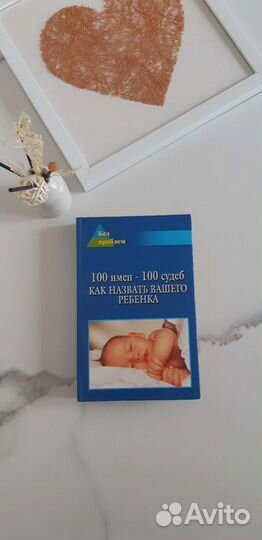 Без
проблем
100 имен - 100 судеб
КАК НАЗВАТЬ ВАШЕГО
РЕБЕНКА
Avito